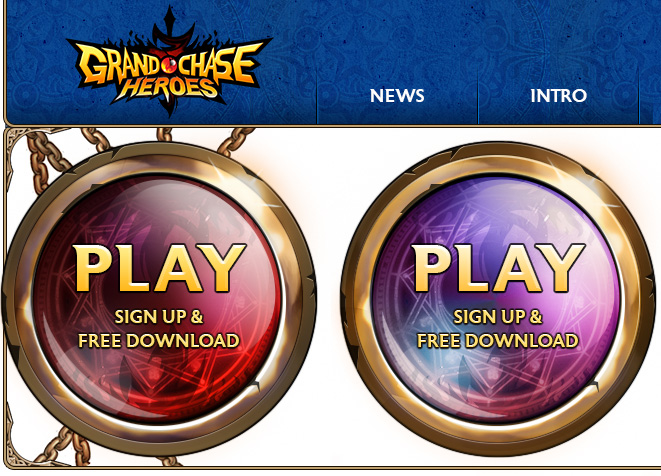 GRAND CHASE
HEROES
NEWS
INTRO
PLAY
SIGN UP &
FREE DOWNLOAD
PLAY
SIGN UP &
FREE DOWNLOAD